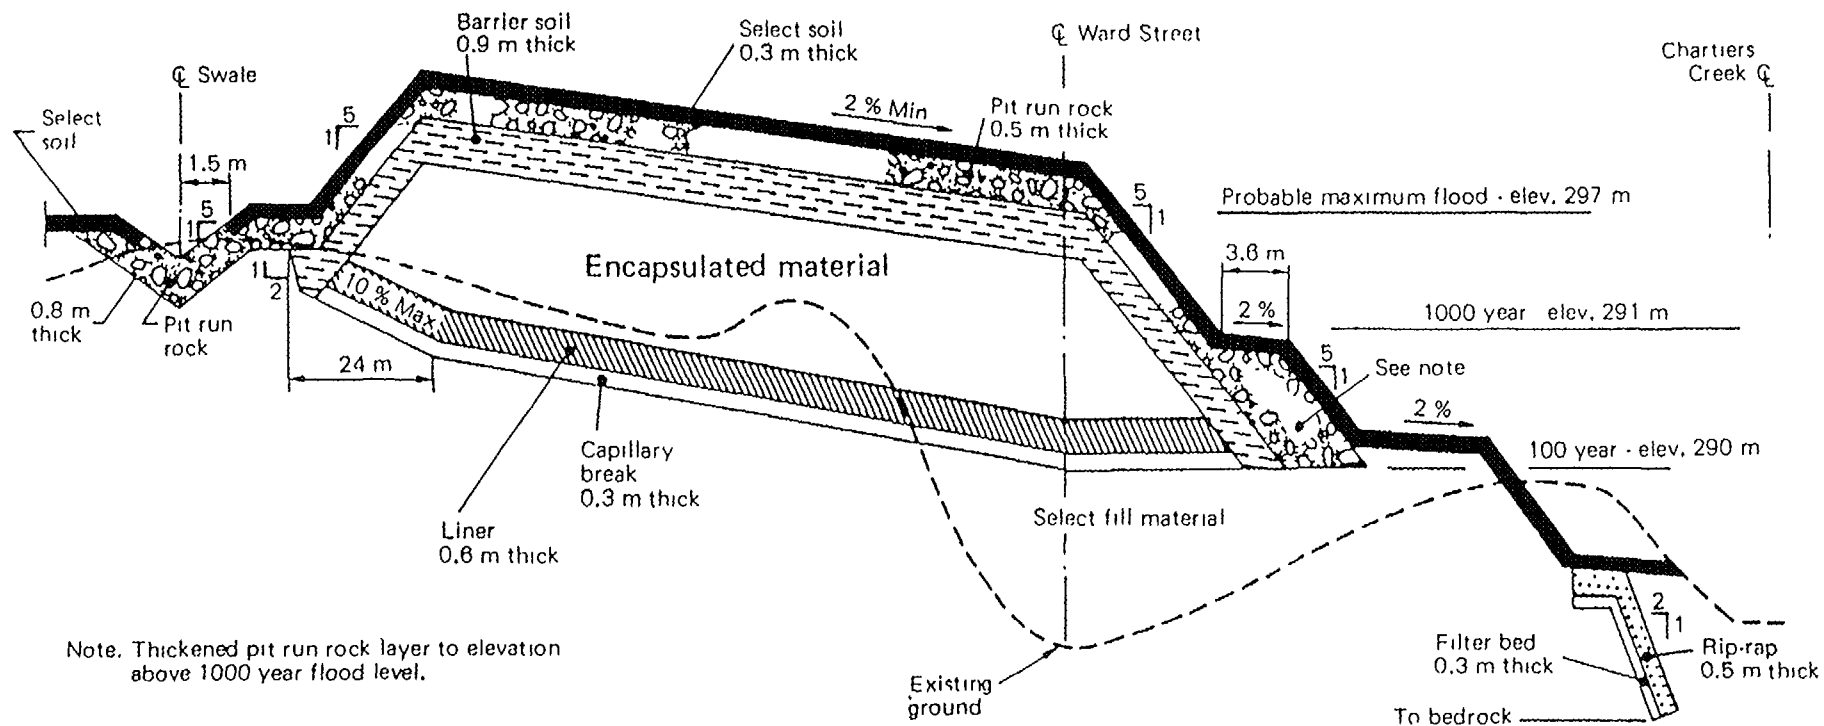 Barrier soil
0.9 m thick
Select soil
0.3 m thick
℄ Ward Street
Chartiers
Creek ℄
℄ Swale
Select
soil
5
1
2 % Min
Pit run rock
0.5 m thick
1.5 m
5
1
5
1
Probable maximum flood - elev. 297 m
3.6 m
Encapsulated material
1
2
10 % Max
0.8 m
thick
Pit run
rock
2 %
1000 year elev. 291 m
24 m
5
1
See note
2 %
Capillary
break
0.3 m thick
100 year - elev. 290 m
Liner
0.6 m thick
Select fill material
2
1
Note. Thickened pit run rock layer to elevation
above 1000 year flood level.
Filter bed
0.3 m thick
Rip-rap
0.5 m thick
Existing
ground
To bedrock